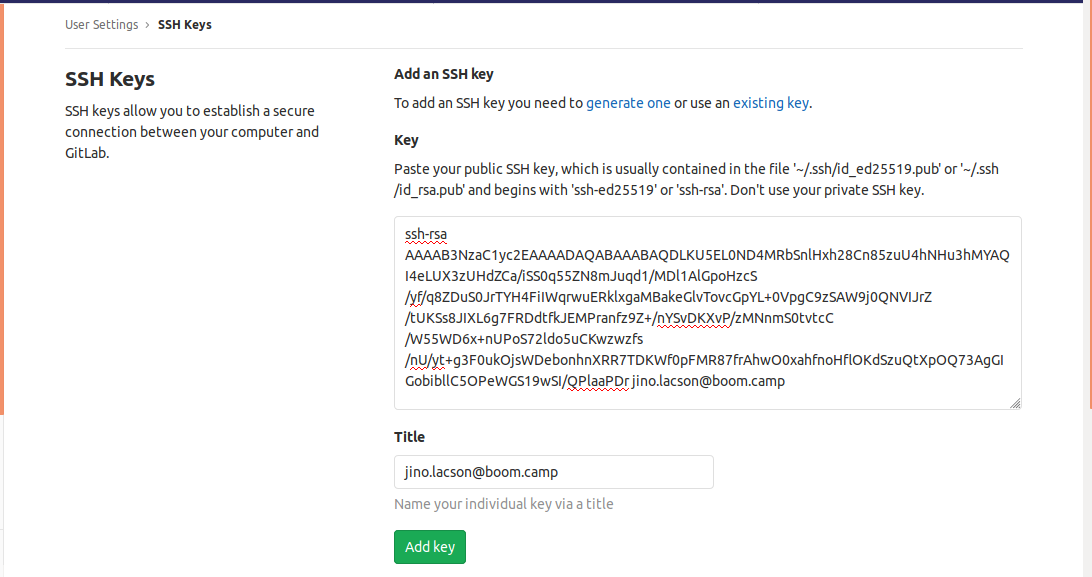 User Settings › SSH Keys
SSH Keys
SSH keys allow you to establish a secure
connection between your computer and
GitLab.
Add an SSH key
To add an SSH key you need to generate one or use an existing key.
Key
Paste your public SSH key, which is usually contained in the file '~/.ssh/id_ed25519.pub' or '~/.ssh
/id_rsa.pub' and begins with 'ssh-ed25519' or 'ssh-rsa'. Don't use your private SSH key.
ssh-rsa
AAAAB3NzaC1yc2EAAAADAQABAAABAQDLKU5EL0ND4MRbSnlHxh28Cn85zuU4hNHu3hMYAQ
I4eLUX3zUHdZCa/iSS0q55ZN8mJuqd1/MDl1AlGpoHzcS
/yf/q8ZDuS0JrTYH4FiIWqrwuERklxgaMBakeGlvTovcGpYL+0VpgC9zSAW9j0QNVIJrZ
/tUKSs8JIXL6g7FRDdtfkJEMPranfz9Z+/nYSvDKXvP/zMNnmS0tvtcC
/W55WD6x+nUPoS72ldo5uCKwzwzfs
/nU/yt+g3F0ukOjsWDebonhnXRR7TDKWf0pFMR87frAhwO0xahfnoHflOKdSzuQtXpOQ73AgGI
GobibllC5OPeWGS19wSI/QPlaaPDr jino.lacson@boom.camp
Title
jino.lacson@boom.camp
Name your individual key via a title
Add key